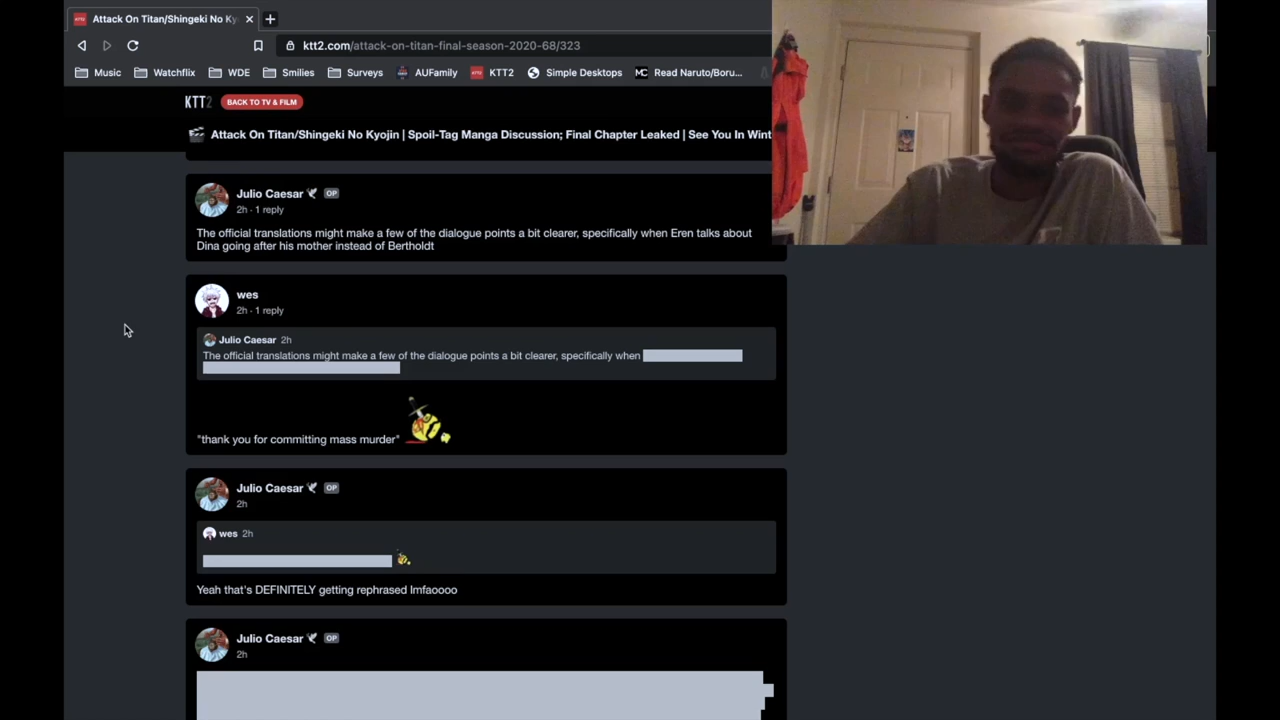 Attack On Titan/Shingeki No Ky
ktt2.com/attack-on-titan-final-season-2020-68/323
Music
Watchflix
WDE
Smilies
Surveys
AUFamily
KTT2
Simple Desktops
MC
Read Naruto/Boru...
KTT2
BACK TO TV & FILM
Attack On Titan/Shingeki No Kyojin | Spoil-Tag Manga Discussion; Final Chapter Leaked | See You In Wint
Julio Caesar OP
2h · 1 reply
The official translations might make a few of the dialogue points a bit clearer, specifically when Eren talks about
Dina going after his mother instead of Bertholdt
wes
2h · 1 reply
Julio Caesar 2h
The official translations might make a few of the dialogue points a bit clearer, specifically when
"thank you for committing mass murder"
Julio Caesar OP
2h
wes 2h
Yeah that's DEFINITELY getting rephrased lmfaoooo
Julio Caesar OP
2h